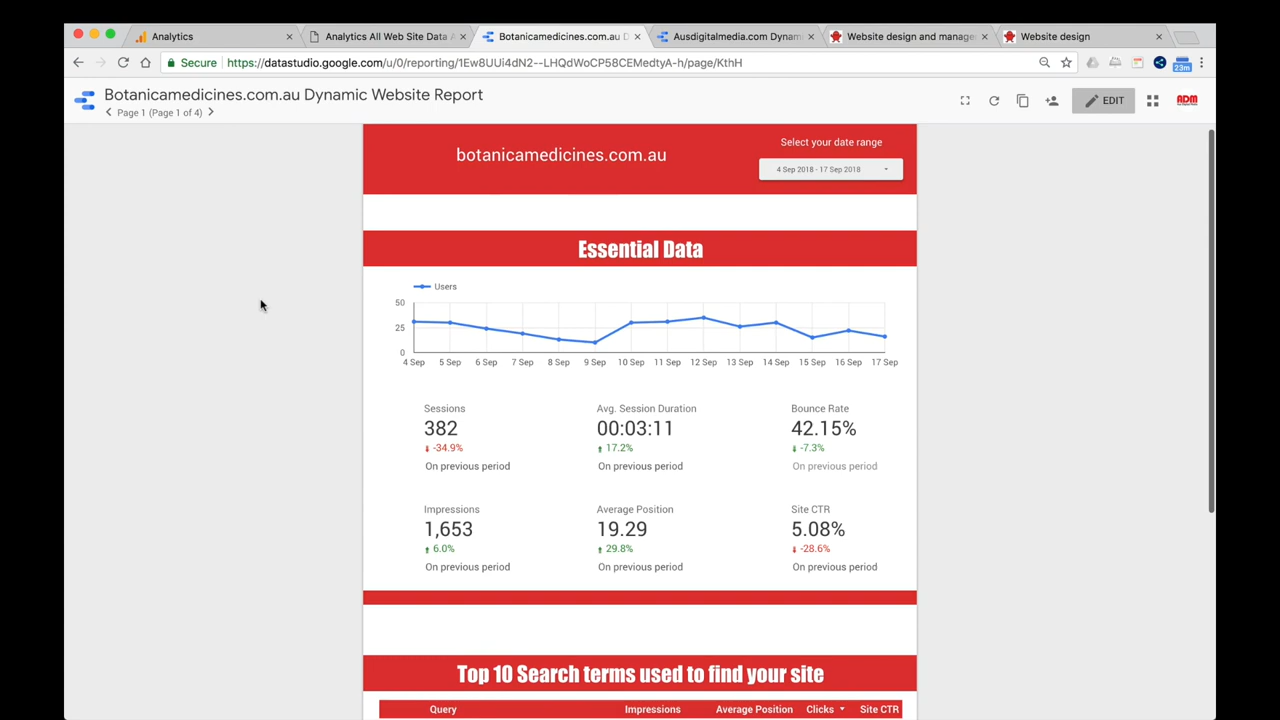 Analytics
Analytics All Web Site Data A
Botanicamedicines.com.au D
Ausdigitalmedia.com Dynami
Website design and manage
Website design
Secure
https://datastudio.google.com/u/0/reporting/1Ew8UUi4dN2--LHQdWoCP58CEMedtyA-h/page/KthH
23m
Botanicamedicines.com.au Dynamic Website Report
Page 1 (Page 1 of 4)
EDIT
ADM
botanicamedicines.com.au
Select your date range
4 Sep 2018 - 17 Sep 2018
Essential Data
Users
50
25
0
4 Sep 5 Sep 6 Sep 7 Sep 8 Sep 9 Sep 10 Sep 11 Sep 12 Sep 13 Sep 14 Sep 15 Sep 16 Sep 17 Sep
Sessions Avg. Session Duration Bounce Rate
382 00:03:11 42.15%
-34.9% 17.2% -7.3%
On previous period On previous period On previous period
Impressions Average Position Site CTR
1,653 19.29 5.08%
6.0% 29.8% -28.6%
On previous period On previous period On previous period
Top 10 Search terms used to find your site
Query Impressions Average Position Clicks Site CTR